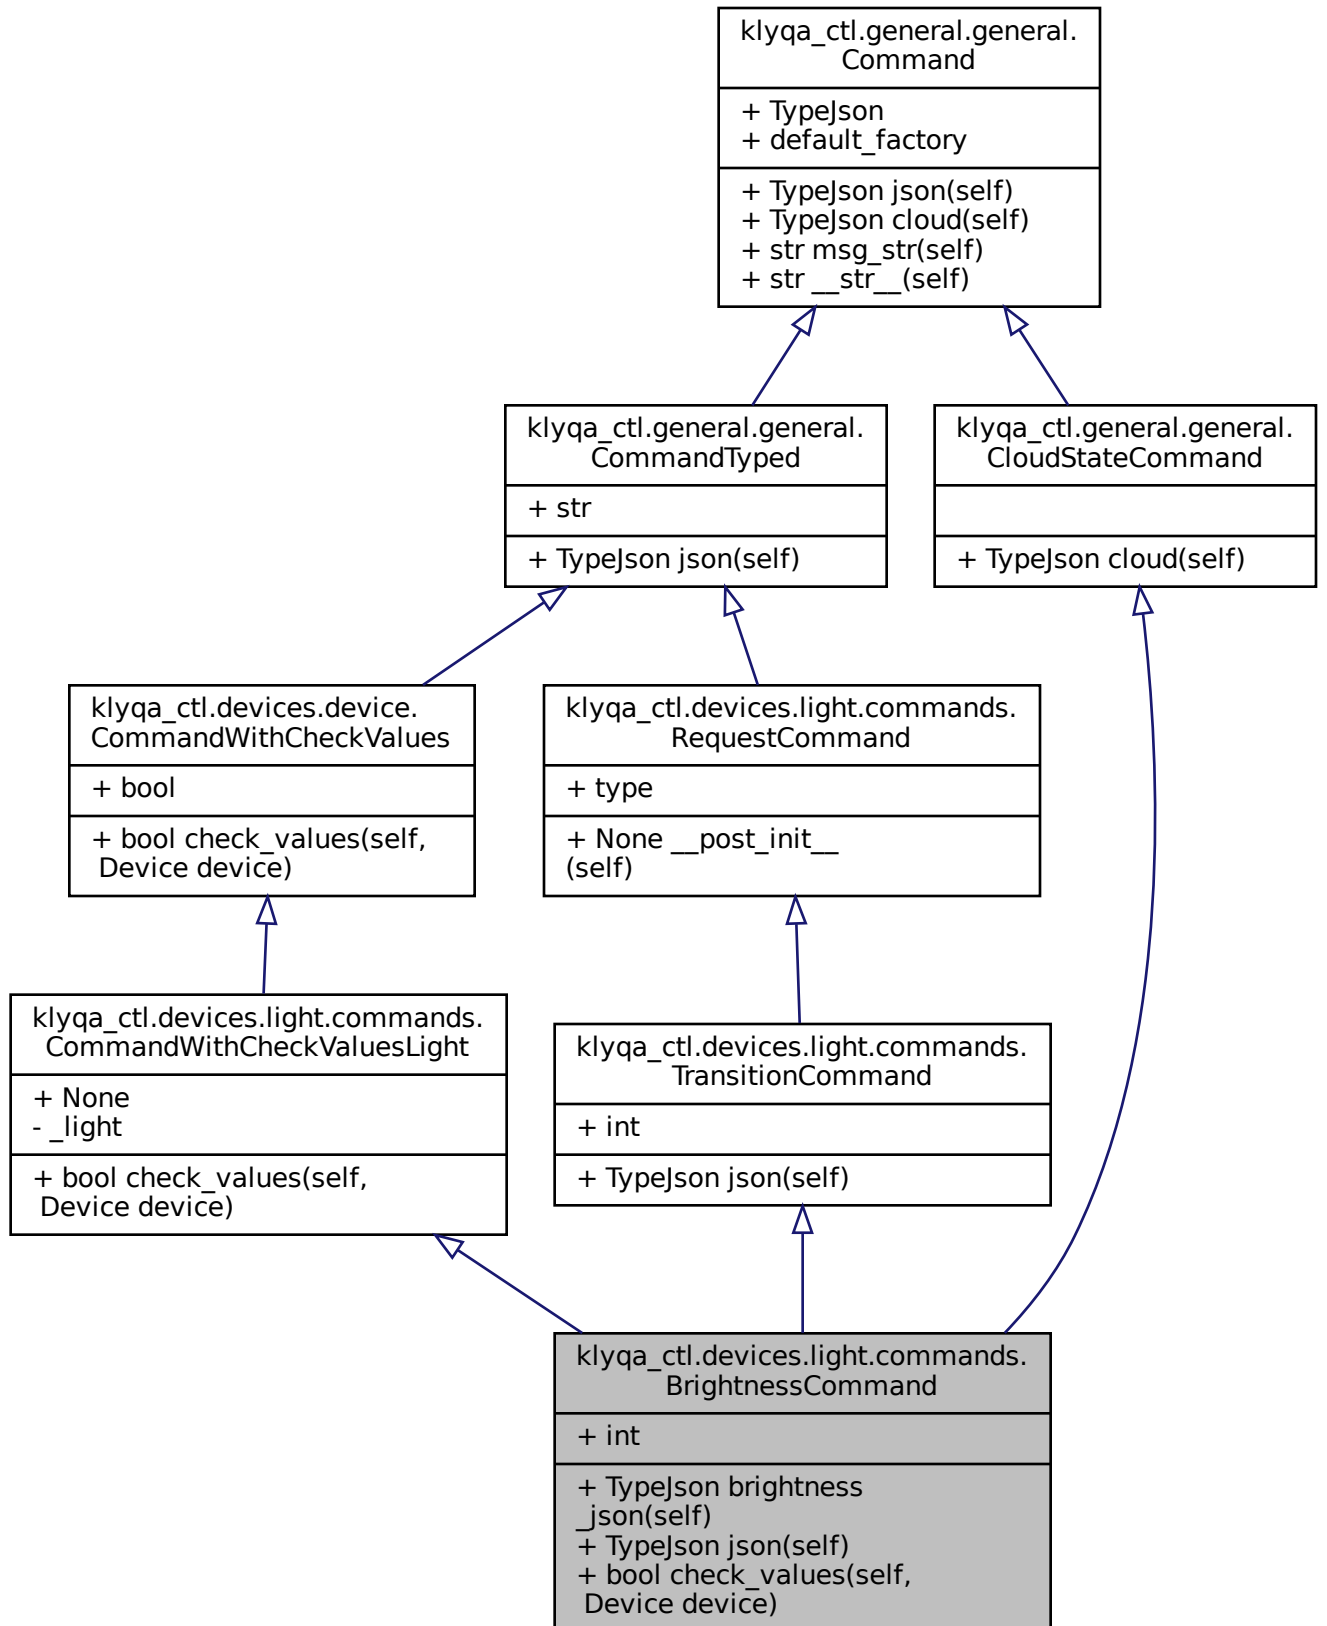 klyqa_ctl.general.general.
Command
+ TypeJson
+ default_factory
+ TypeJson json(self)
+ TypeJson cloud(self)
+ str msg_str(self)
+ str __str__(self)
klyqa_ctl.general.general.
CommandTyped
+ str
+ TypeJson json(self)
klyqa_ctl.general.general.
CloudStateCommand
+ TypeJson cloud(self)
klyqa_ctl.devices.device.
CommandWithCheckValues
+ bool
+ bool check_values(self,
Device device)
klyqa_ctl.devices.light.commands.
RequestCommand
+ type
+ None __post_init__
(self)
klyqa_ctl.devices.light.commands.
CommandWithCheckValuesLight
+ None
- _light
+ bool check_values(self,
Device device)
klyqa_ctl.devices.light.commands.
TransitionCommand
+ int
+ TypeJson json(self)
klyqa_ctl.devices.light.commands.
BrightnessCommand
+ int
+ TypeJson brightness
_json(self)
+ TypeJson json(self)
+ bool check_values(self,
Device device)